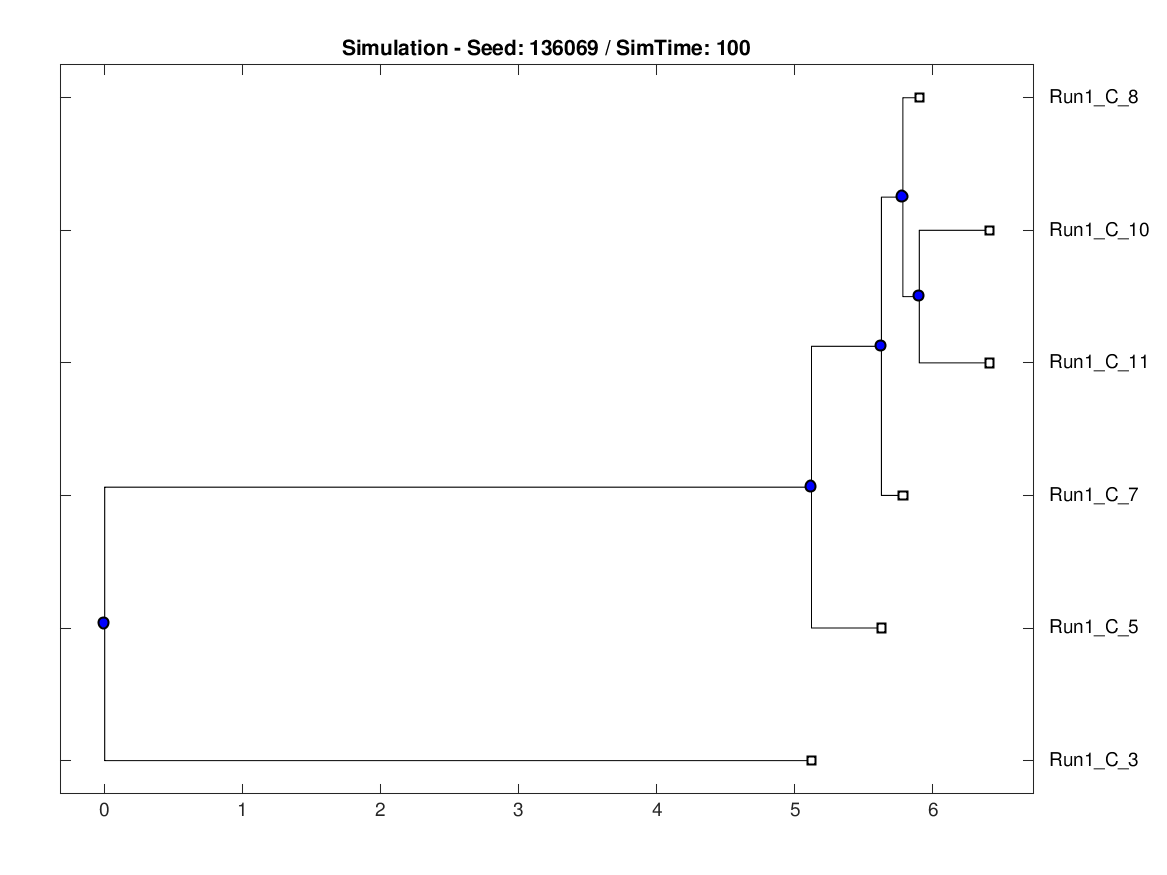 Simulation - Seed: 136069 / SimTime: 100
Run1_C_8
Run1_C_10
Run1_C_11
Run1_C_7
Run1_C_5
Run1_C_3
0 1 2 3 4 5 6